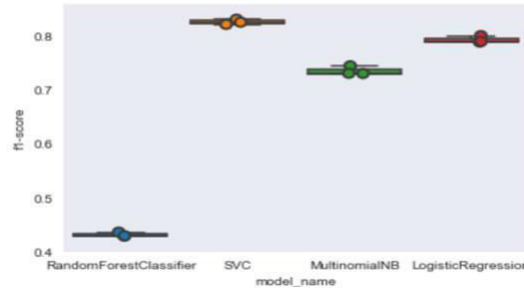 0.8
0.7
0.6
0.5
0.4
f1-score
RandomForestClassifier SVC MultinomialNB LogisticRegression
model_name